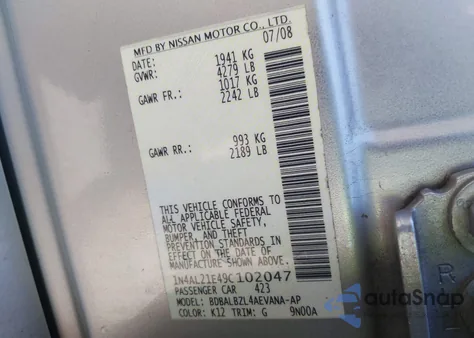 MFD BY NISSAN MOTOR CO., LTD.
DATE: 07/08
GVWR: 1941 KG
4279 LB
GAWR FR.: 1017 KG
2242 LB
GAWR RR.: 993 KG
2189 LB
THIS VEHICLE CONFORMS TO
ALL APPLICABLE FEDERAL
MOTOR VEHICLE SAFETY,
BUMPER, AND THEFT
PREVENTION STANDARDS IN
EFFECT ON THE DATE OF
MANUFACTURE SHOWN ABOVE.
1N4AL21E49C102047
PASSENGER CAR 423
MODEL: BDBALBZL4AEVANA-AP
COLOR: K12 TRIM: G 9N00A
R
autoSnap